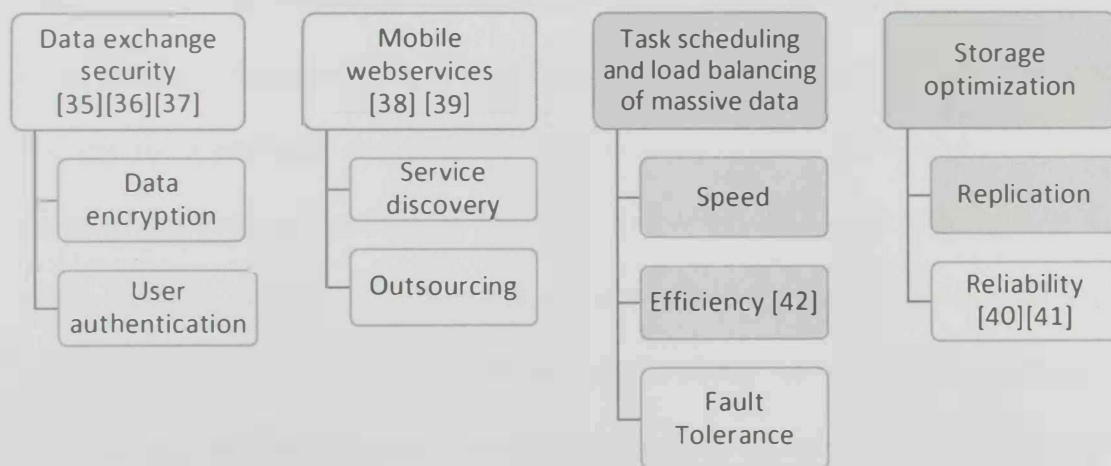 Data exchange
security
[35][36][37]
Data
encryption
User
authentication
Mobile
webservices
[38] [39]
Service
discovery
Outsourcing
Task scheduling
and load balancing
of massive data
Speed
Efficiency [42]
Fault
Tolerance
Storage
optimization
Replication
Reliability
[40][41]